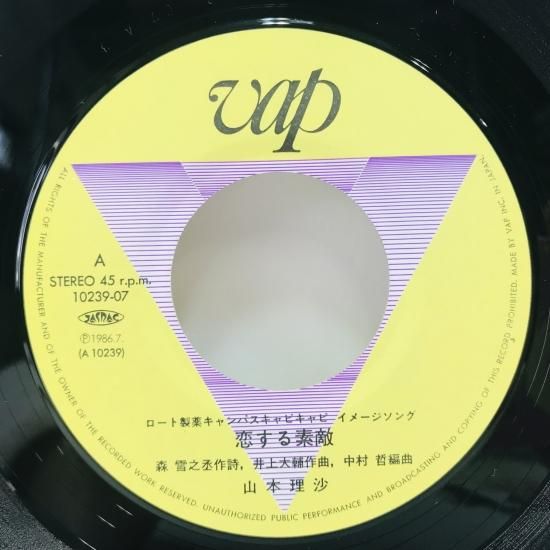 vap
A
STEREO 45 r.p.m.
10239-07
JASRAC
Ⓟ1986.7.
(A 10239)
ロート製薬キャンパスキャピキャピ イメージソング
恋する素敵
森 雪之丞作詩, 井上大輔作曲, 中村 哲編曲
山本理沙
ALL RIGHTS OF THE MANUFACTURER AND OF THE OWNER OF THE RECORDED WORK RESERVED. UNAUTHORIZED PUBLIC PERFORMANCE AND BROADCASTING AND COPYING OF THIS RECORD PROHIBITED. MADE BY VAP INC. IN JAPAN.